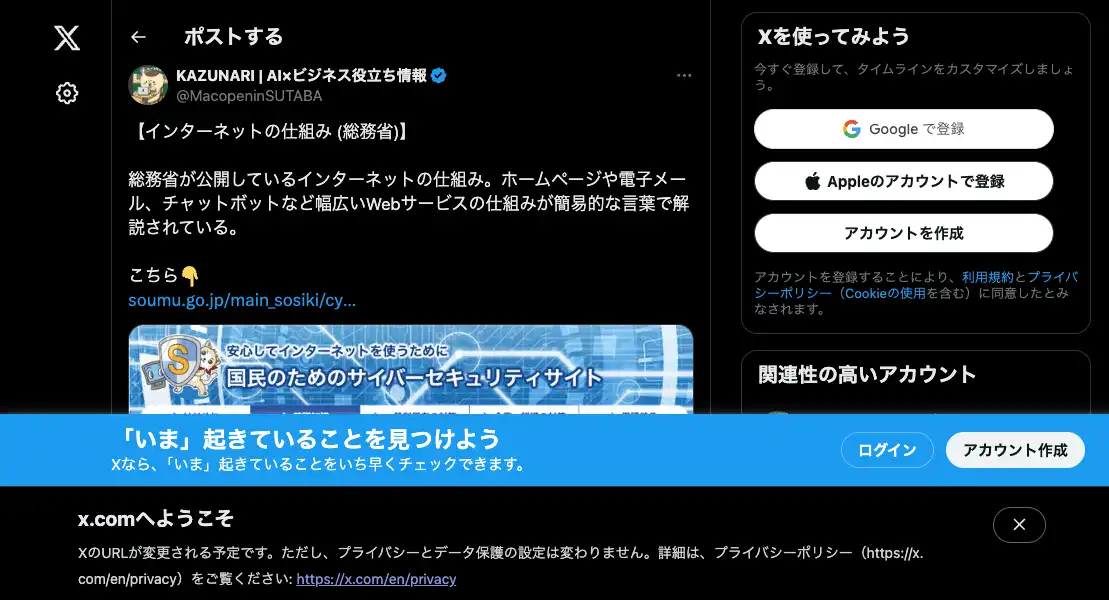 ポストする
KAZUNARI | AI×ビジネス役立ち情報
@MacopeninSUTABA
【インターネットの仕組み (総務省)】
総務省が公開しているインターネットの仕組み。ホームページや電子メー
ル、チャットボットなど幅広いWebサービスの仕組みが簡易的な言葉で解
説されている。
こちら👇
soumu.go.jp/main_sosiki/cy…
S
安心してインターネットを使うために
国民のためのサイバーセキュリティサイト
Xを使ってみよう
今すぐ登録して、タイムラインをカスタマイズしましょ
う。
Google で登録
Appleのアカウントで登録
アカウントを作成
アカウントを登録することにより、利用規約とプライバ
シーポリシー（Cookieの使用を含む）に同意したとみ
なされます。
関連性の高いアカウント
「いま」起きていることを見つけよう
Xなら、「いま」起きていることをいち早くチェックできます。
ログイン
アカウント作成
x.comへようこそ
XのURLが変更される予定です。ただし、プライバシーとデータ保護の設定は変わりません。詳細は、プライバシーポリシー（https://x.
com/en/privacy）をご覧ください: https://x.com/en/privacy